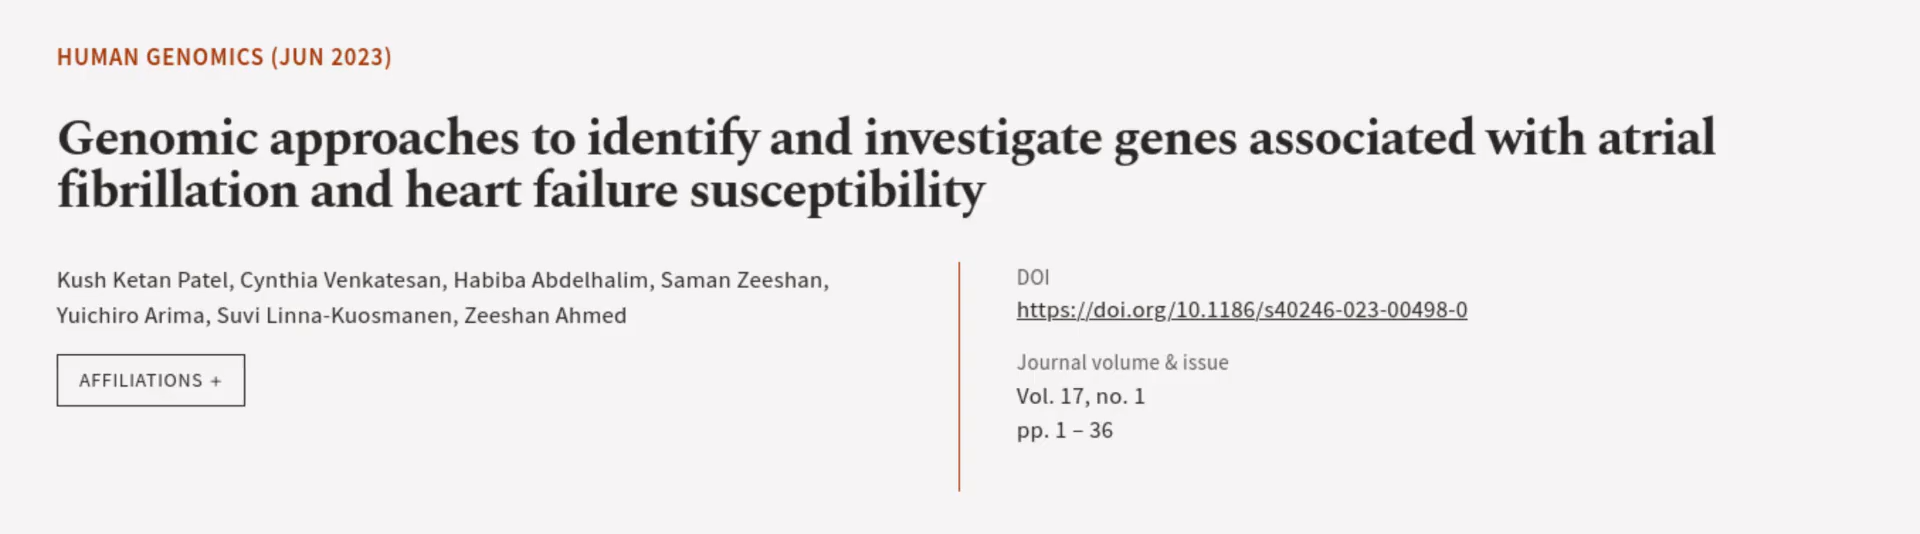 HUMAN GENOMICS (JUN 2023)
Genomic approaches to identify and investigate genes associated with atrial
fibrillation and heart failure susceptibility
Kush Ketan Patel, Cynthia Venkatesan, Habiba Abdelhalim, Saman Zeeshan,
Yuichiro Arima, Suvi Linna-Kuosmanen, Zeeshan Ahmed
AFFILIATIONS +
DOI
https://doi.org/10.1186/s40246-023-00498-0
Journal volume & issue
Vol. 17, no. 1
pp. 1 – 36